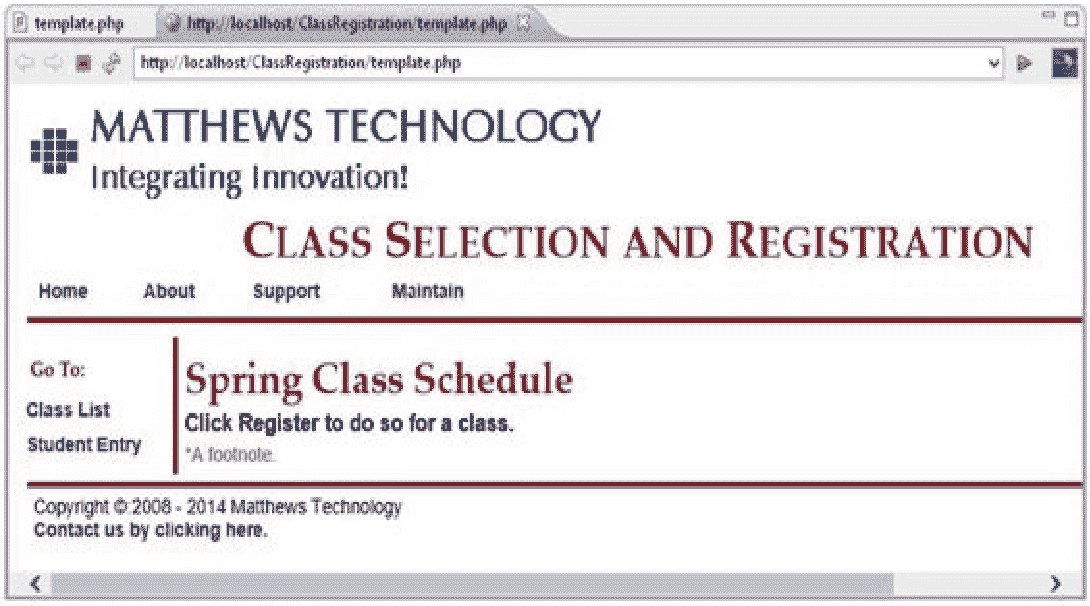 template.php http://localhost/ClassRegistration/template.php
http://localhost/ClassRegistration/template.php
MATTHEWS TECHNOLOGY
Integrating Innovation!
CLASS SELECTION AND REGISTRATION
Home About Support Maintain
Go To:
Class List
Student Entry
Spring Class Schedule
Click Register to do so for a class.
*A footnote.
Copyright © 2008 - 2014 Matthews Technology
Contact us by clicking here.